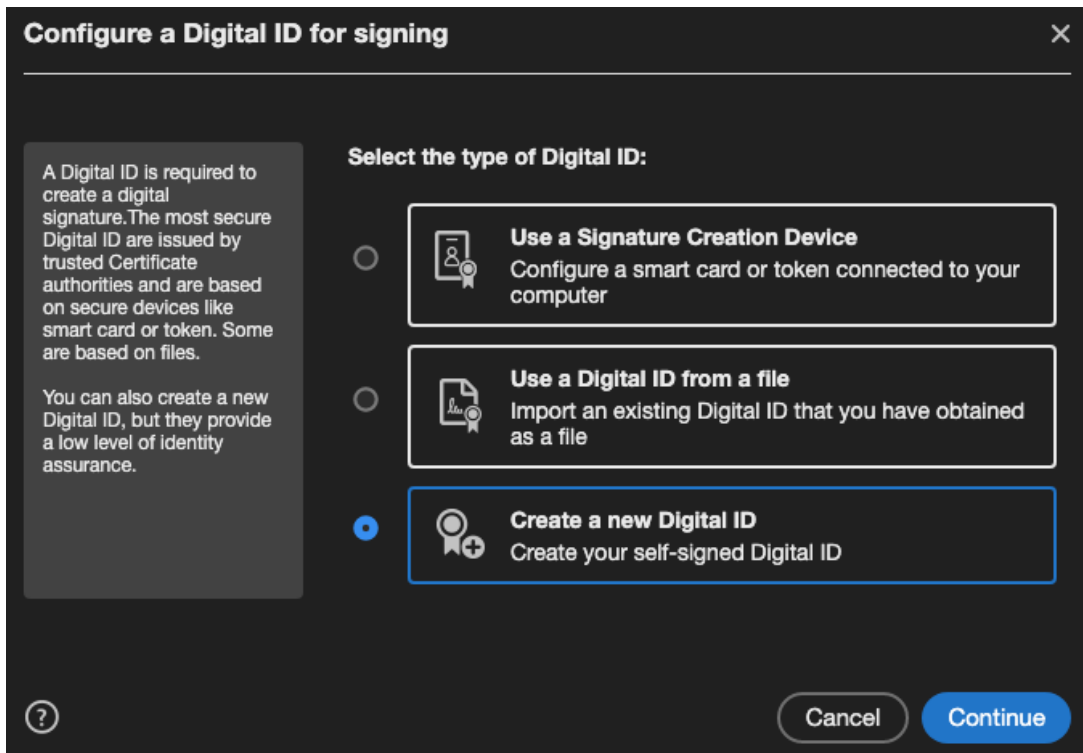 Configure a Digital ID for signing
A Digital ID is required to
create a digital
signature.The most secure
Digital ID are issued by
trusted Certificate
authorities and are based
on secure devices like
smart card or token. Some
are based on files.
You can also create a new
Digital ID, but they provide
a low level of identity
assurance.
Select the type of Digital ID:
Use a Signature Creation Device
Configure a smart card or token connected to your
computer
Use a Digital ID from a file
Import an existing Digital ID that you have obtained
as a file
Create a new Digital ID
Create your self-signed Digital ID
?
Cancel
Continue